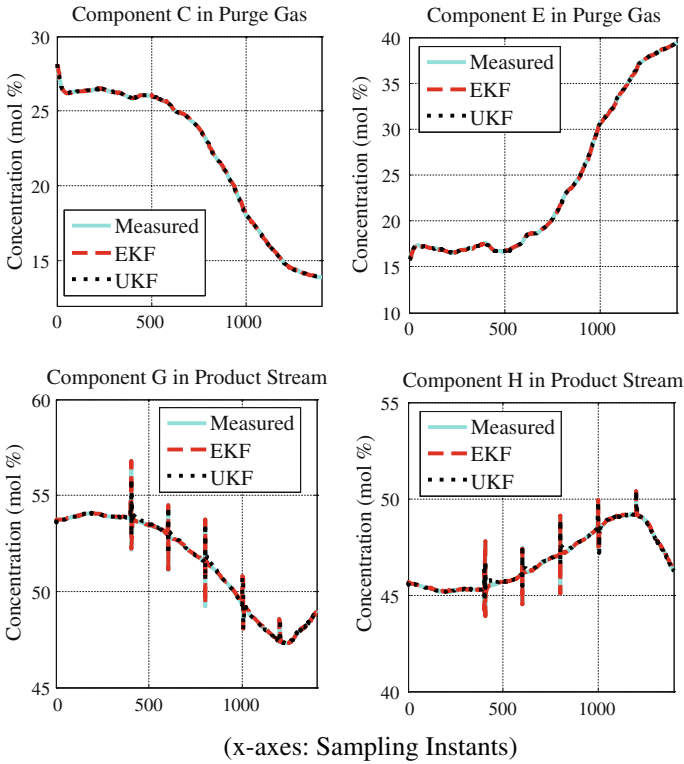 Component C in Purge Gas
Concentration (mol %)
30
25
20
15
0
500
1000
Measured
EKF
UKF
Component E in Purge Gas
Concentration (mol %)
40
35
30
25
20
15
10
0
500
1000
Measured
EKF
UKF
Component G in Product Stream
Concentration (mol %)
60
55
50
45
0
500
1000
Measured
EKF
UKF
Component H in Product Stream
Concentration (mol %)
55
50
45
40
0
500
1000
Measured
EKF
UKF
(x-axes: Sampling Instants)